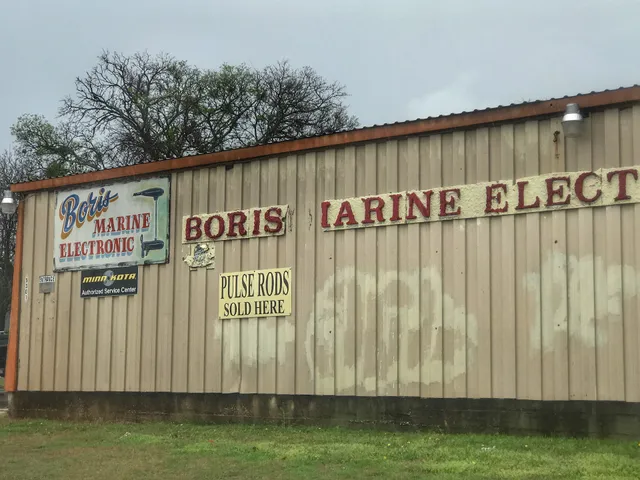 Boris
MARINE
ELECTRONIC
MINN KOTA
Authorized Service Center
BORIS IARINE ELECT
PULSE RODS
SOLD HERE